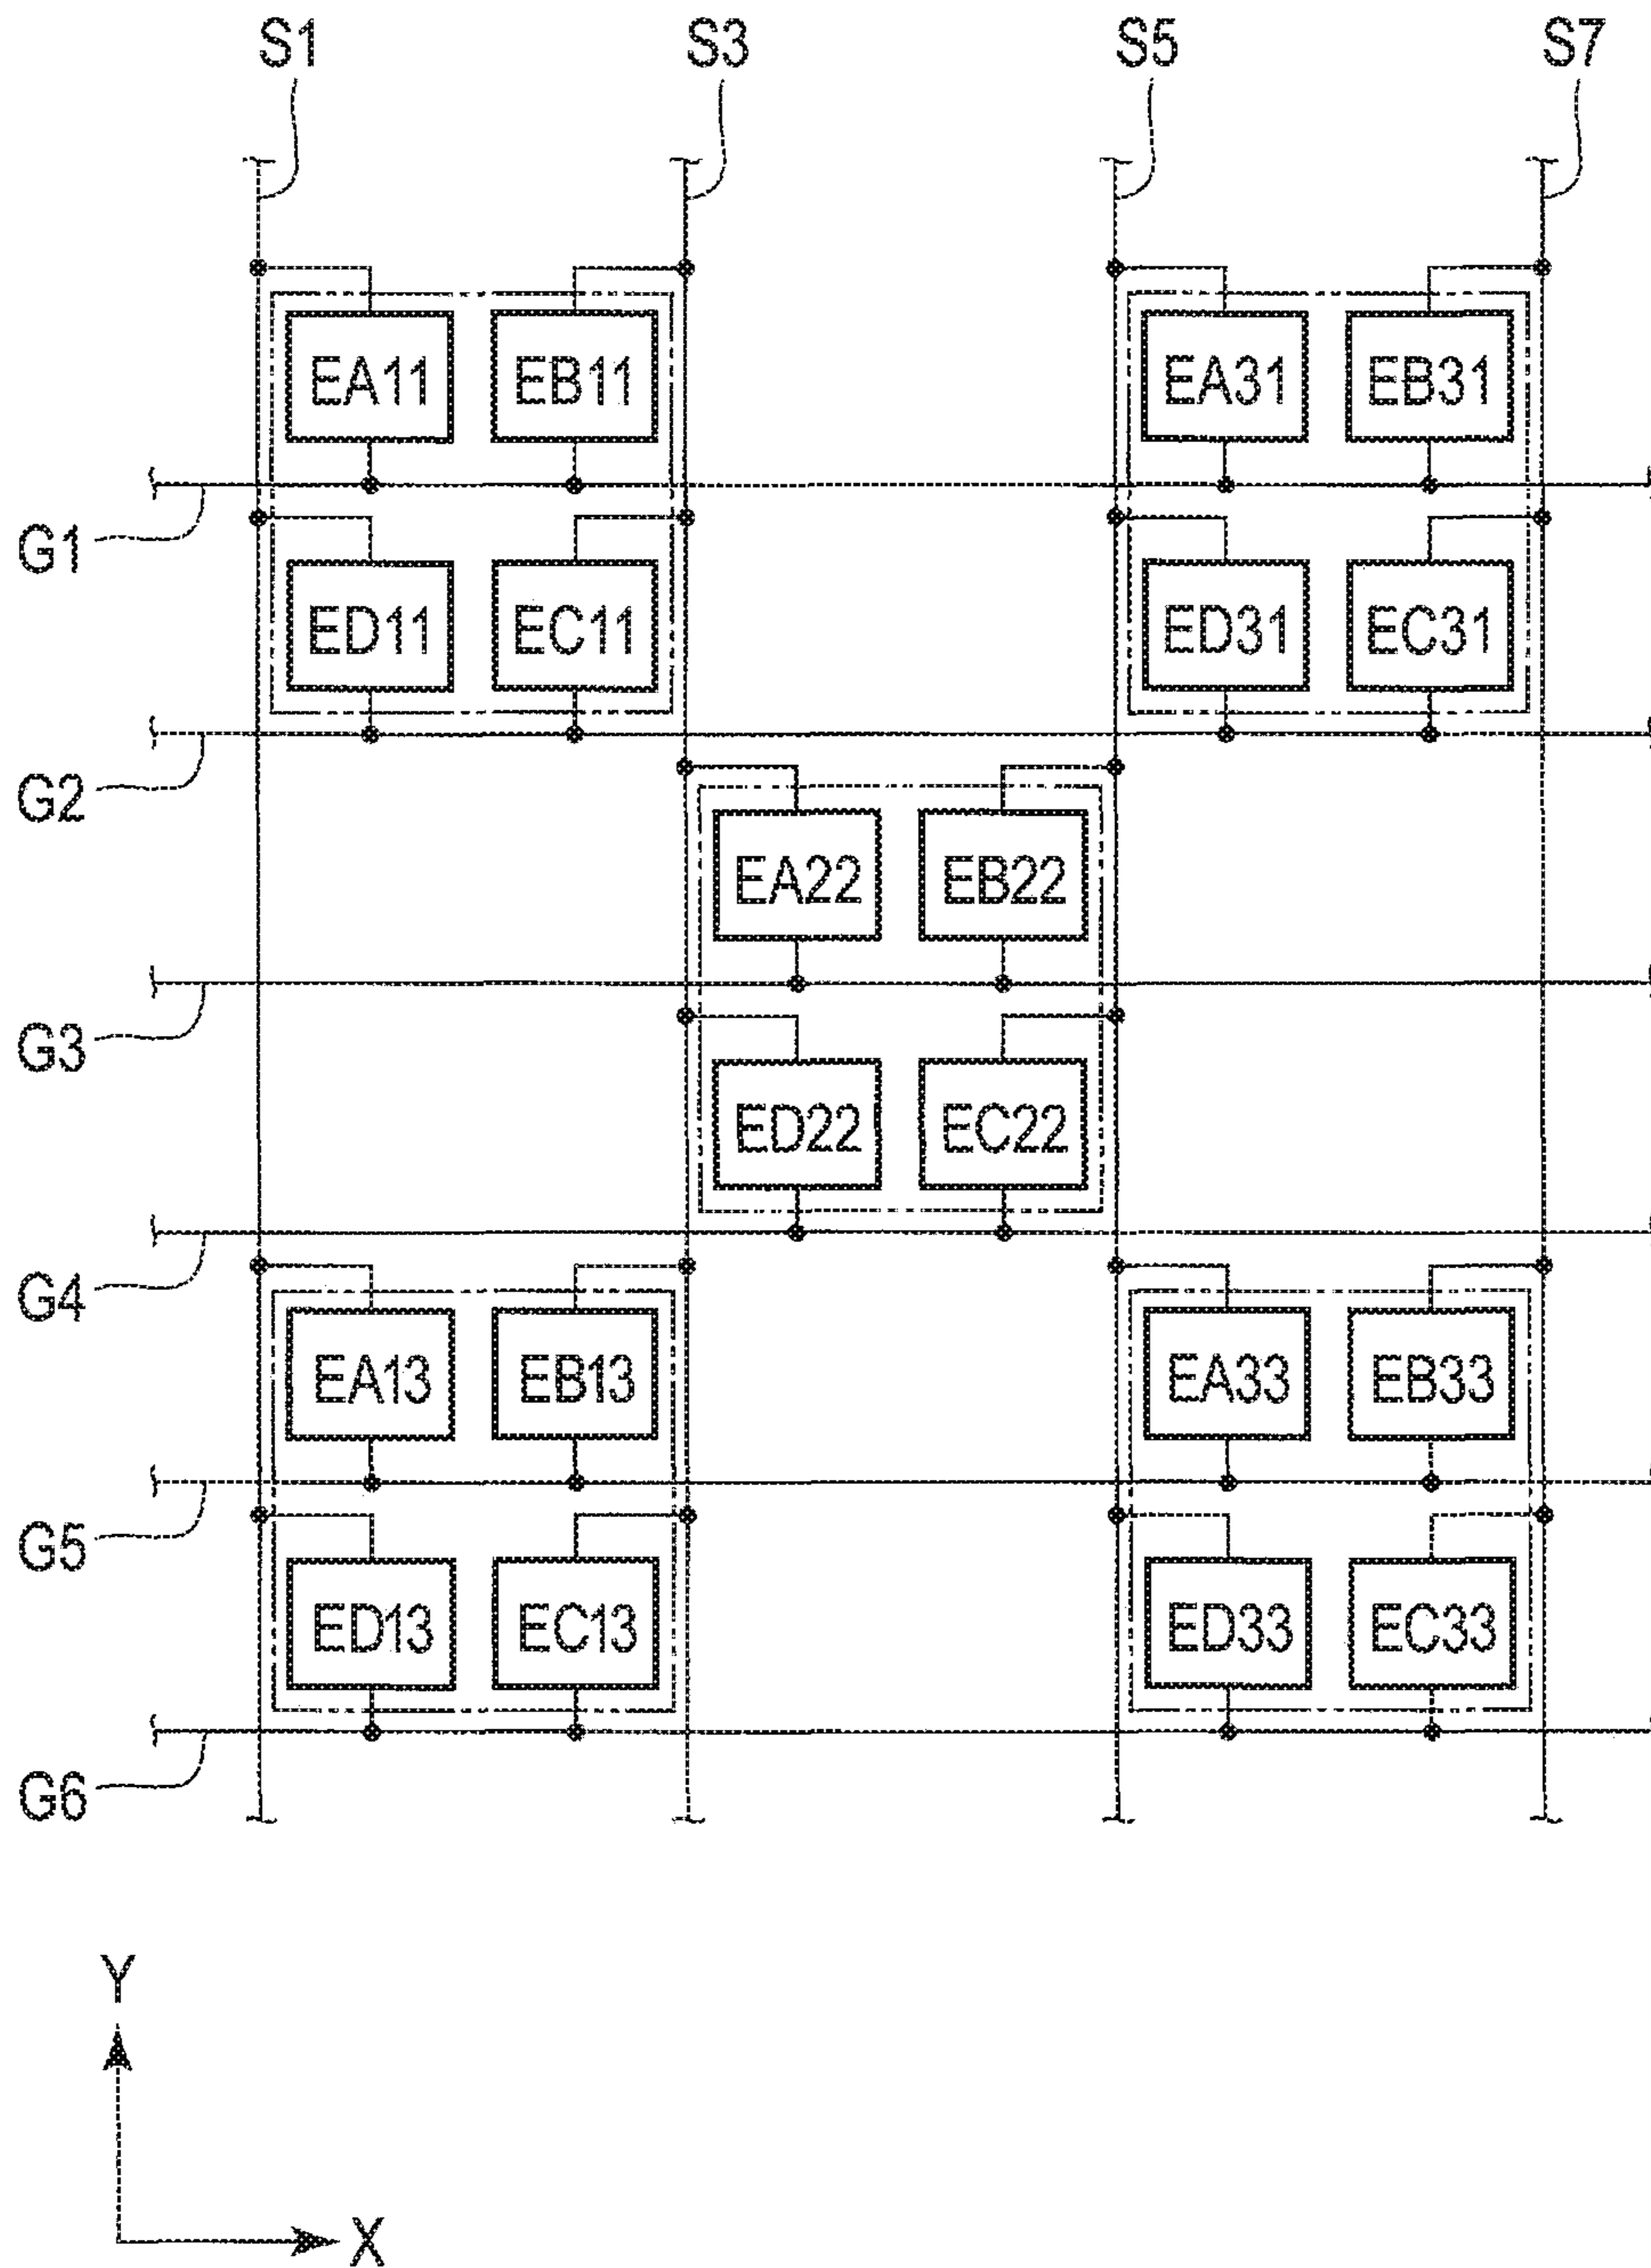 S1 S3 S5 S7
EA11 EB11 EA31 EB31
G1
ED11 EC11 ED31 EC31
G2
EA22 EB22
G3
ED22 EC22
G4
EA13 EB13 EA33 EB33
G5
ED13 EC13 ED33 EC33
G6
Y
X